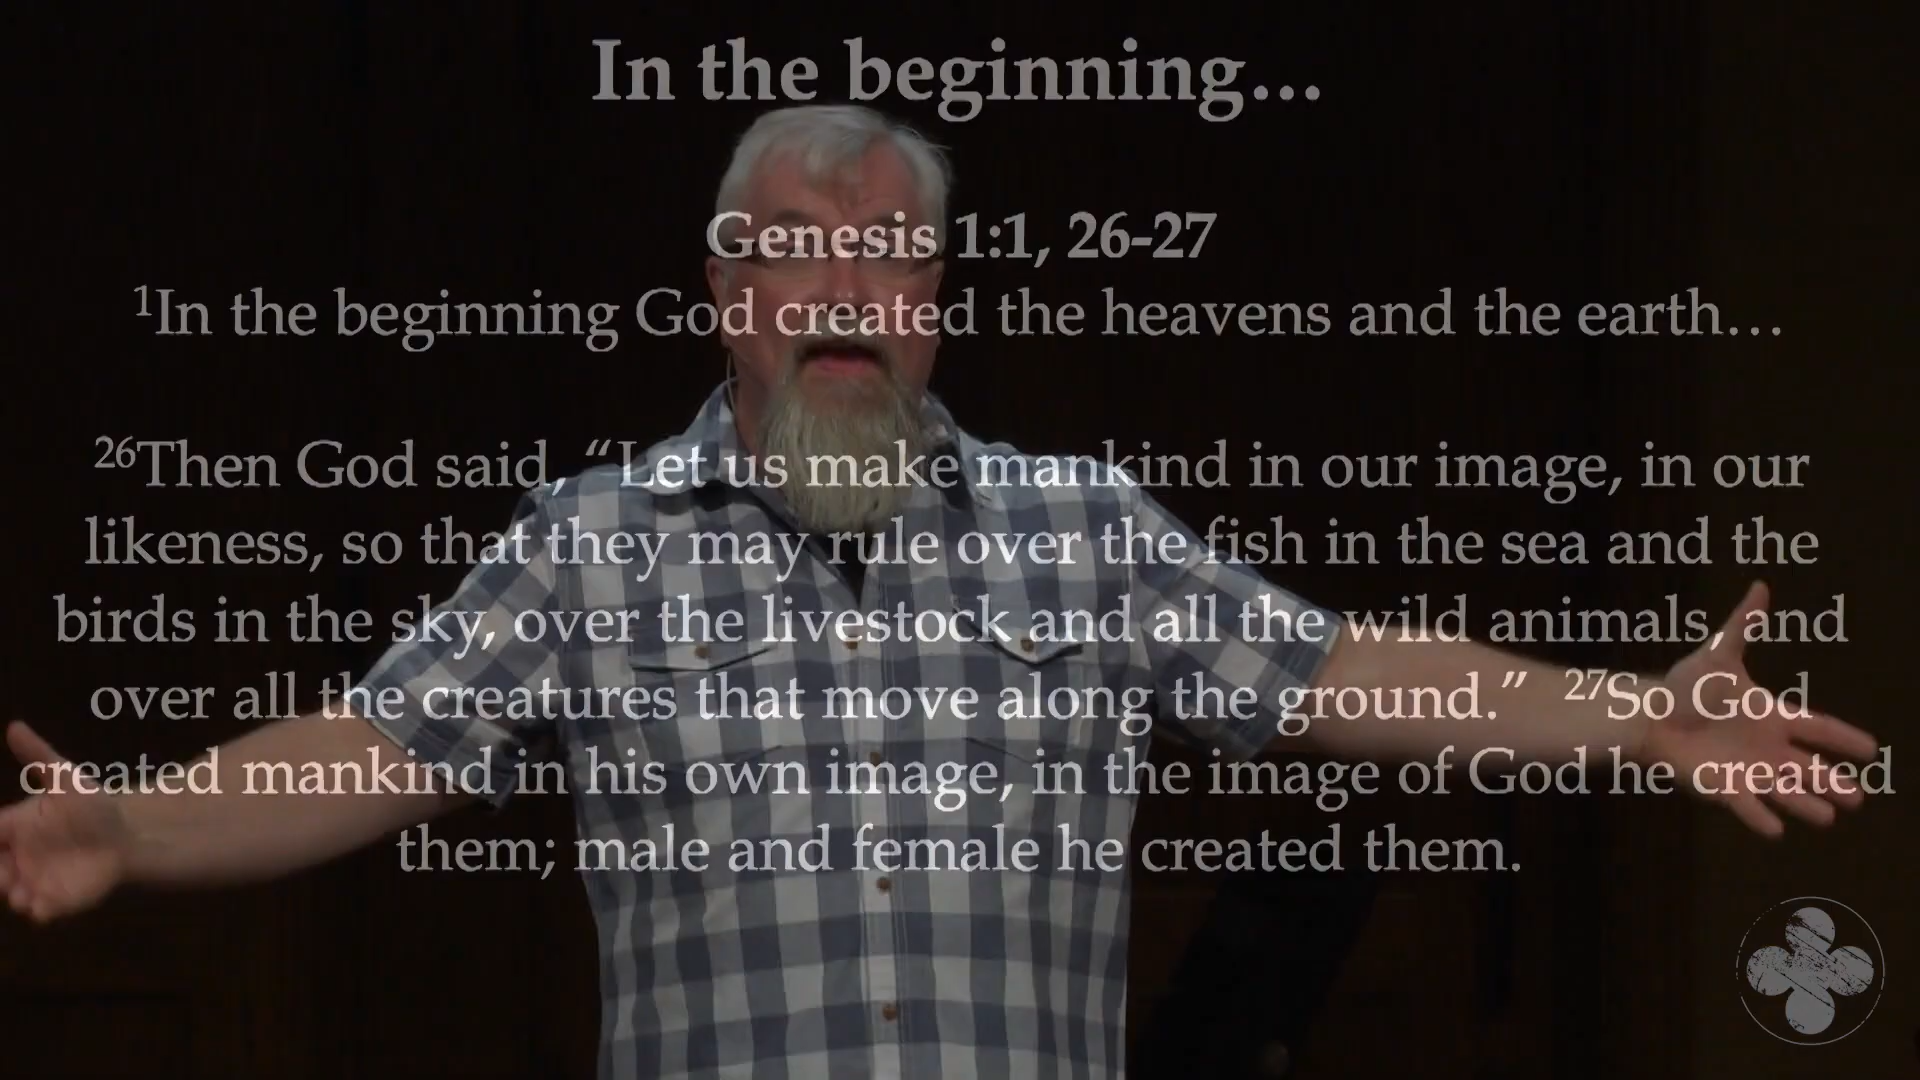 In the beginning…
Genesis 1:1, 26-27
¹In the beginning God created the heavens and the earth…
²⁶Then God said, “Let us make mankind in our image, in our
likeness, so that they may rule over the fish in the sea and the
birds in the sky, over the livestock and all the wild animals, and
over all the creatures that move along the ground.” ²⁷So God
created mankind in his own image, in the image of God he created
them; male and female he created them.